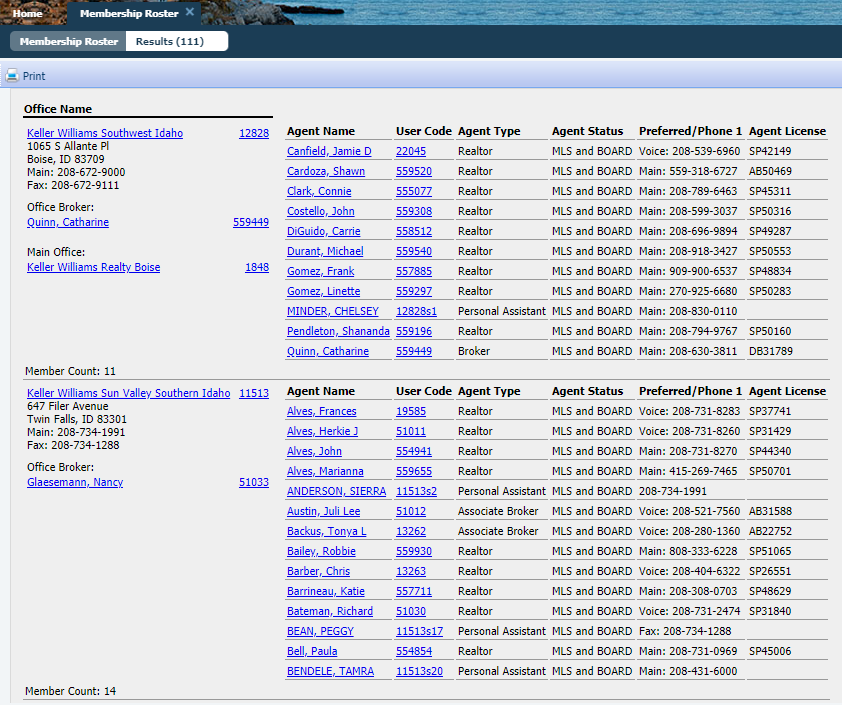 Home Membership Roster ×
Membership Roster Results (111)
Print
Office Name
Keller Williams Southwest Idaho 12828
1065 S Allante Pl
Boise, ID 83709
Main: 208-672-9000
Fax: 208-672-9111
Office Broker:
Quinn, Catharine 559449
Main Office:
Keller Williams Realty Boise 1848
Agent Name User Code Agent Type Agent Status Preferred/Phone 1 Agent License
Canfield, Jamie D 22045 Realtor MLS and BOARD Voice: 208-539-6960 SP42149
Cardoza, Shawn 559520 Realtor MLS and BOARD Main: 559-318-6727 AB50469
Clark, Connie 555077 Realtor MLS and BOARD Main: 208-789-6463 SP45311
Costello, John 559308 Realtor MLS and BOARD Main: 208-599-3037 SP50316
DiGuido, Carrie 558512 Realtor MLS and BOARD Main: 208-696-9894 SP49287
Durant, Michael 559540 Realtor MLS and BOARD Main: 208-918-3427 SP50553
Gomez, Frank 557885 Realtor MLS and BOARD Main: 909-900-6537 SP48834
Gomez, Linette 559297 Realtor MLS and BOARD Main: 270-925-6680 SP50283
MINDER, CHELSEY 12828s1 Personal Assistant MLS and BOARD Main: 208-830-0110
Pendleton, Shananda 559196 Realtor MLS and BOARD Main: 208-794-9767 SP50160
Quinn, Catharine 559449 Broker MLS and BOARD Main: 208-630-3811 DB31789
Member Count: 11
Keller Williams Sun Valley Southern Idaho 11513
647 Filer Avenue
Twin Falls, ID 83301
Main: 208-734-1991
Fax: 208-734-1288
Office Broker:
Glaesemann, Nancy 51033
Agent Name User Code Agent Type Agent Status Preferred/Phone 1 Agent License
Alves, Frances 19585 Realtor MLS and BOARD Voice: 208-731-8283 SP37741
Alves, Herkie J 51011 Realtor MLS and BOARD Voice: 208-731-8260 SP31429
Alves, John 554941 Realtor MLS and BOARD Main: 208-731-8270 SP44340
Alves, Marianna 559655 Realtor MLS and BOARD Main: 415-269-7465 SP50701
ANDERSON, SIERRA 11513s2 Personal Assistant MLS and BOARD 208-734-1991
Austin, Juli Lee 51012 Associate Broker MLS and BOARD Voice: 208-521-7560 AB31588
Backus, Tonya L 13262 Associate Broker MLS and BOARD Voice: 208-280-1360 AB22752
Bailey, Robbie 559930 Realtor MLS and BOARD Main: 808-333-6228 SP51065
Barber, Chris 13263 Realtor MLS and BOARD Voice: 208-404-6322 SP26551
Barrineau, Katie 557711 Realtor MLS and BOARD Main: 208-308-0703 SP48629
Bateman, Richard 51030 Realtor MLS and BOARD Voice: 208-731-2474 SP31840
BEAN, PEGGY 11513s17 Personal Assistant MLS and BOARD Fax: 208-734-1288
Bell, Paula 554854 Realtor MLS and BOARD Main: 208-731-0969 SP45006
BENDELE, TAMRA 11513s20 Personal Assistant MLS and BOARD Main: 208-431-6000
Member Count: 14